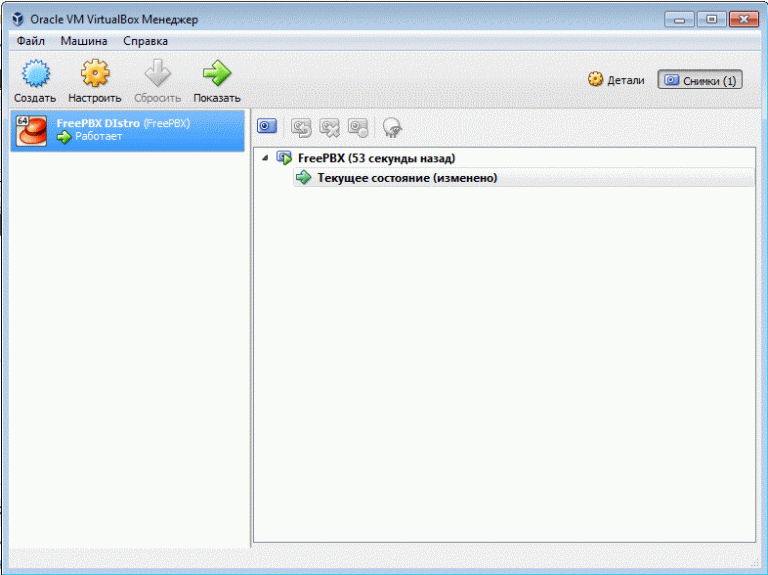 Oracle VM VirtualBox Менеджер
Файл Машина Справка
Создать Настроить Сбросить Показать Детали Снимки (1)
64
FreePBX DIstro (FreePBX)
Работает
FreePBX (53 секунды назад)
Текущее состояние (изменено)